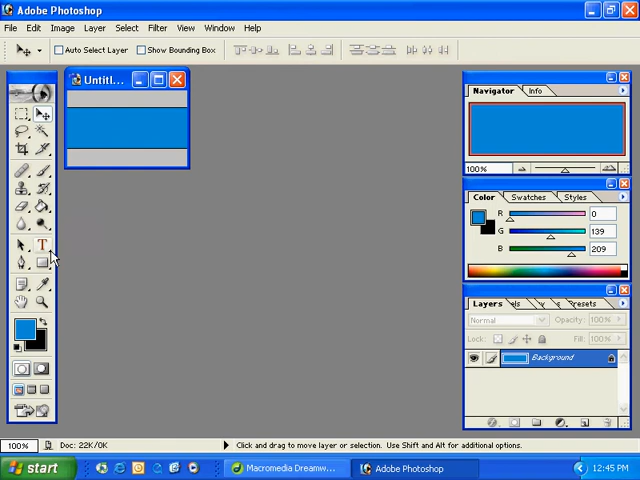 Adobe Photoshop
File Edit Image Layer Select Filter View Window Help
Auto Select Layer Show Bounding Box
Untitl...
Navigator Info
100%
Color Swatches Styles
R 0
G 139
B 209
Layers Presets
Normal Opacity: 100%
Lock: Fill: 100%
Background
T
100% Doc: 22K/0K Click and drag to move layer or selection. Use Shift and Alt for additional options.
start Macromedia Dreamw... Adobe Photoshop 12:45 PM